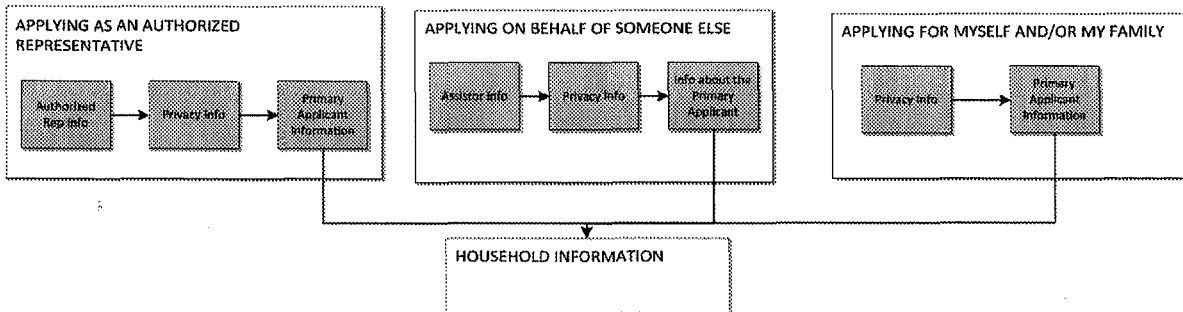 APPLYING AS AN AUTHORIZED
REPRESENTATIVE
Authorized
Rep Info
Privacy Info
Primary
Applicant
Information
APPLYING ON BEHALF OF SOMEONE ELSE
Assistor Info
Privacy Info
Info about the
Primary
Applicant
APPLYING FOR MYSELF AND/OR MY FAMILY
Privacy Info
Primary
Applicant
Information
HOUSEHOLD INFORMATION